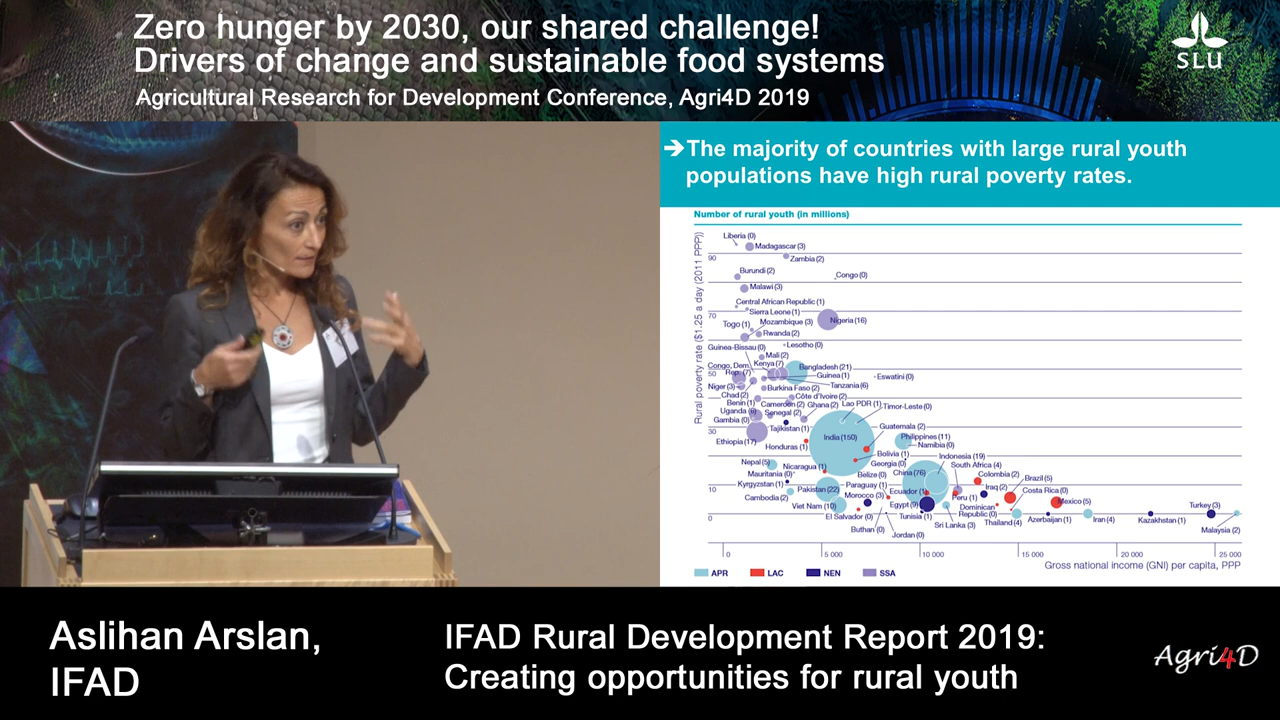 Zero hunger by 2030, our shared challenge!
Drivers of change and sustainable food systems
Agricultural Research for Development Conference, Agri4D 2019
SLU
➔The majority of countries with large rural youth
populations have high rural poverty rates.
Number of rural youth (in millions)
Rural poverty rate ($1.25 a day (2011 PPP))
Liberia (0)
Madagascar (3)
90
Zambia (2)
Burundi (2)
Congo (0)
Malawi (3)
Central African Republic (1)
Sierra Leone (1)
70
Mozambique (3)
Nigeria (16)
Togo (1)
Rwanda (2)
Guinea-Bissau (0)
Lesotho (0)
Mali (2)
Congo, Dem.
Rep. (7)
Kenya (7)
Bangladesh (21)
50
Guinea (1)
Eswatini (0)
Niger (3)
Burkina Faso (2)
Tanzania (6)
Chad (2)
Côte d'Ivoire (2)
Benin (1)
Cameroon (2)
Ghana (2)
Lao PDR (1)
Timor-Leste (0)
Uganda (6)
Senegal (2)
Gambia (0)
30
Tajikistan (1)
Guatemala (2)
Ethiopia (17)
Honduras (1)
India (150)
Philippines (11)
Namibia (0)
Bolivia (1)
Indonesia (19)
Nepal (5)
Nicaragua (1)
Georgia (0)
South Africa (4)
Mauritania (0)
Belize (0)
China (76)
Colombia (2)
Kyrgyzstan (1)
Pakistan (22)
Paraguay (1)
Iraq (2)
Brazil (5)
10
Cambodia (2)
Morocco (3)
Ecuador (1)
Peru (1)
Costa Rica (0)
Viet Nam (10)
Egypt (9)
Dominican
Republic (0)
Mexico (5)
Turkey (3)
0
El Salvador (0)
Tunisia (1)
Sri Lanka (3)
Thailand (4)
Azerbaijan (1)
Iran (4)
Kazakhstan (1)
Malaysia (2)
Buthan (0)
Jordan (0)
0
5 000
10 000
15 000
20 000
25 000
Gross national income (GNI) per capita, PPP
APR
LAC
NEN
SSA
Aslihan Arslan,
IFAD
IFAD Rural Development Report 2019:
Creating opportunities for rural youth
Agri4D